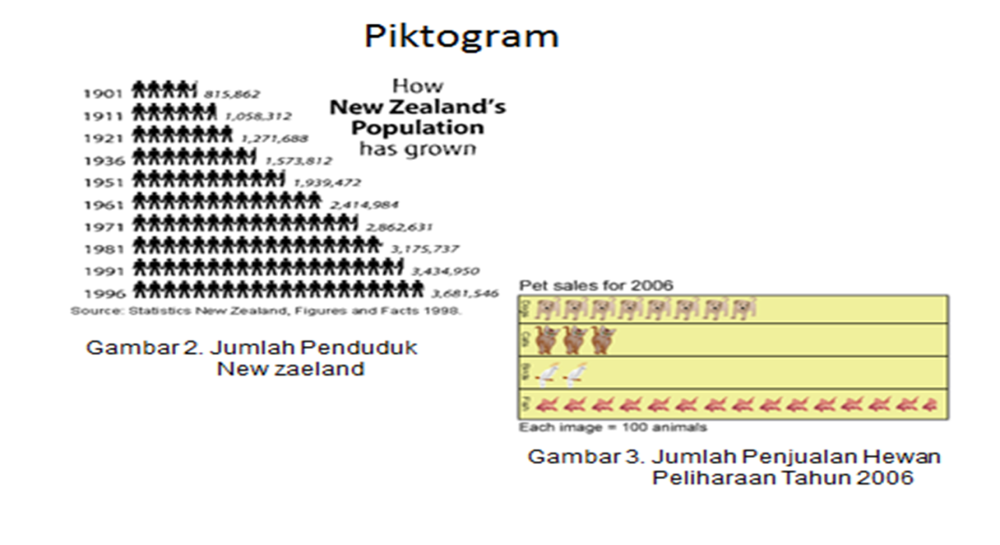 Piktogram
How
New Zealand's
Population
has grown
1901 815,862
1911 1,058,312
1921 1,271,688
1936 1,573,812
1951 1,939,472
1961 2,414,984
1971 2,862,631
1981 3,175,737
1991 3,434,950
1996 3,681,546
Source: Statistics New Zealand, Figures and Facts 1998.
Gambar 2. Jumlah Penduduk
New zaeland
Pet sales for 2006
Dogs
Cats
Birds
Fish
Each image = 100 animals
Gambar 3. Jumlah Penjualan Hewan
Peliharaan Tahun 2006